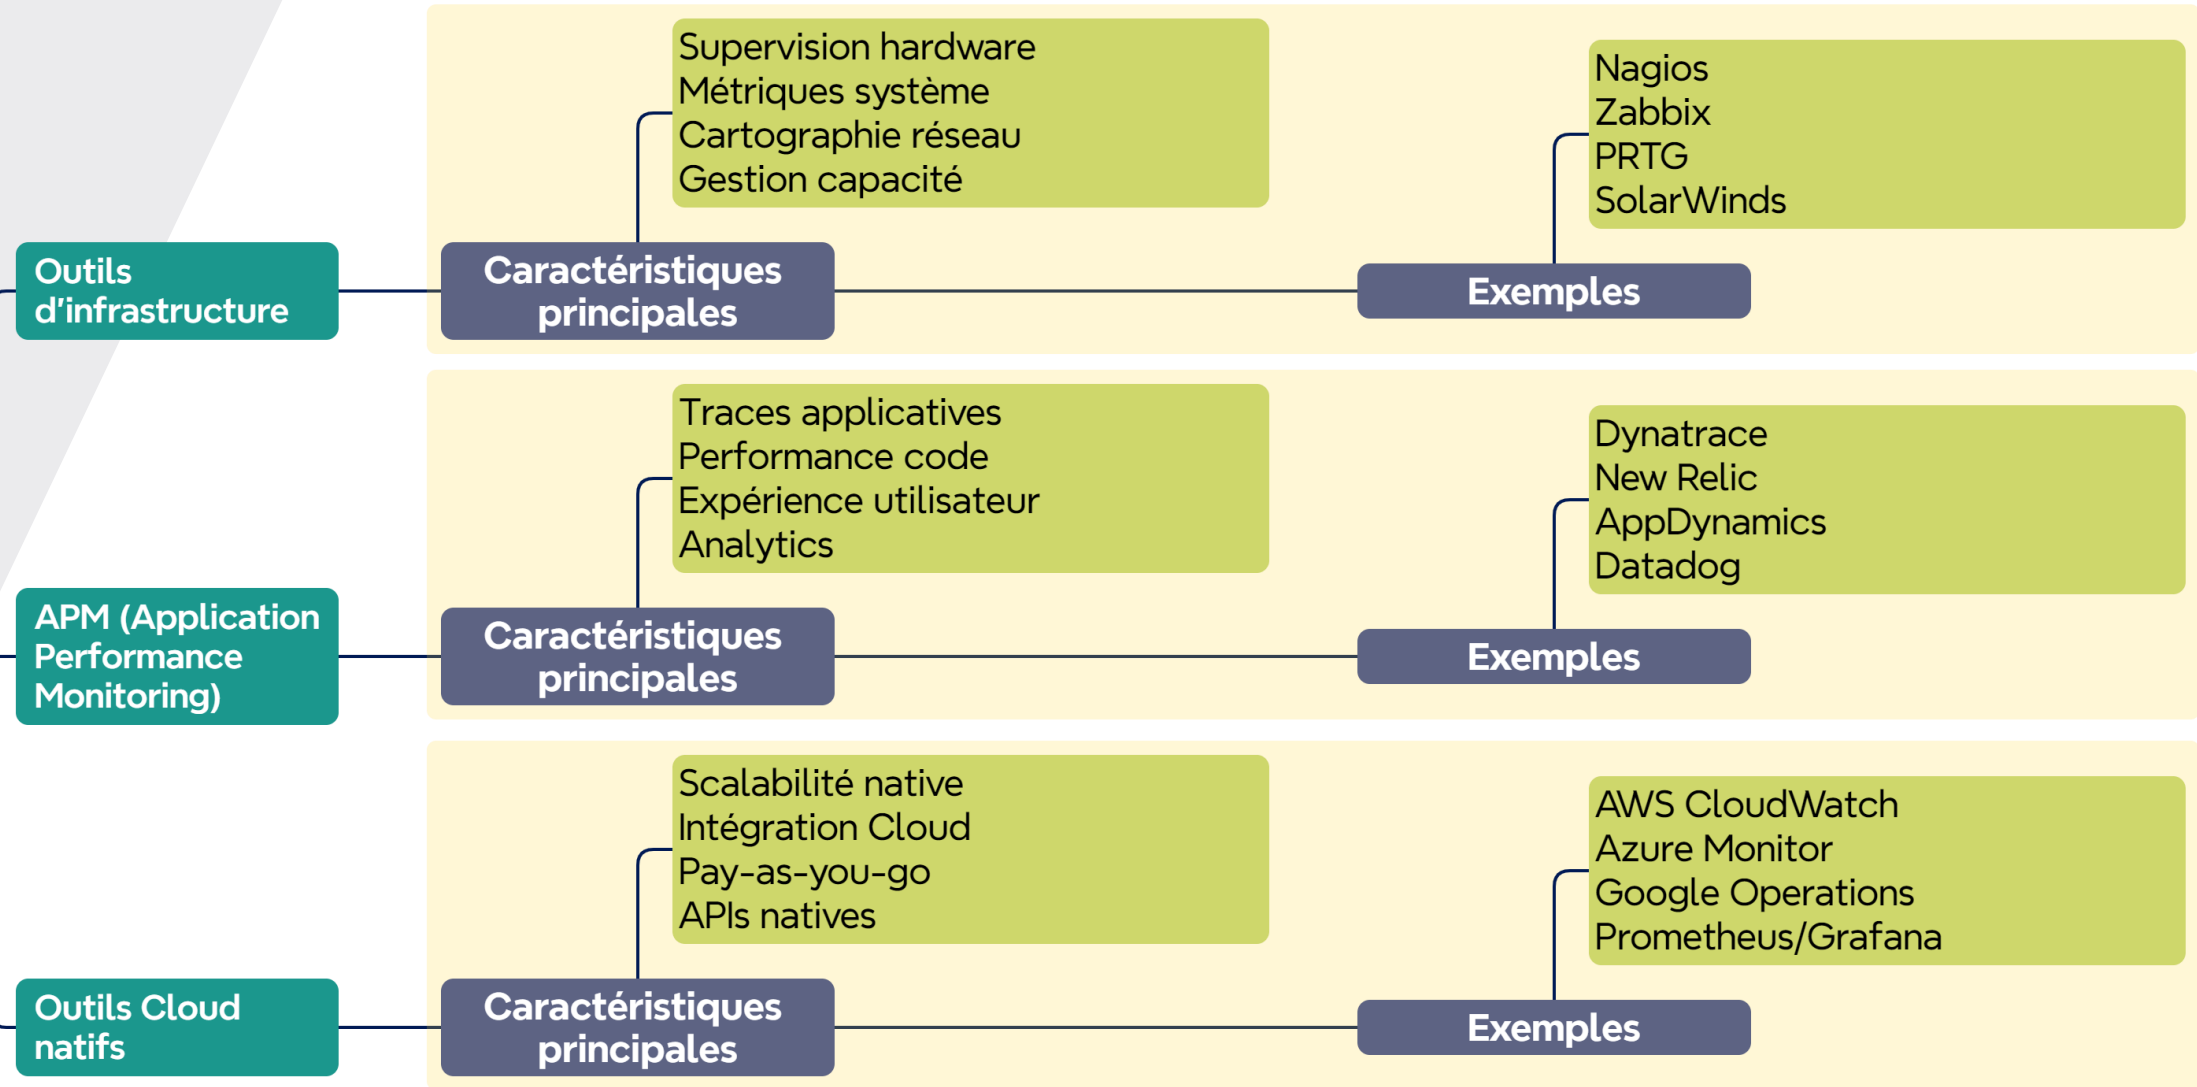 Outils
d'infrastructure
Caractéristiques
principales
Supervision hardware
Métriques système
Cartographie réseau
Gestion capacité
Exemples
Nagios
Zabbix
PRTG
SolarWinds
APM (Application
Performance
Monitoring)
Caractéristiques
principales
Traces applicatives
Performance code
Expérience utilisateur
Analytics
Exemples
Dynatrace
New Relic
AppDynamics
Datadog
Outils Cloud
natifs
Caractéristiques
principales
Scalabilité native
Intégration Cloud
Pay-as-you-go
APIs natives
Exemples
AWS CloudWatch
Azure Monitor
Google Operations
Prometheus/Grafana